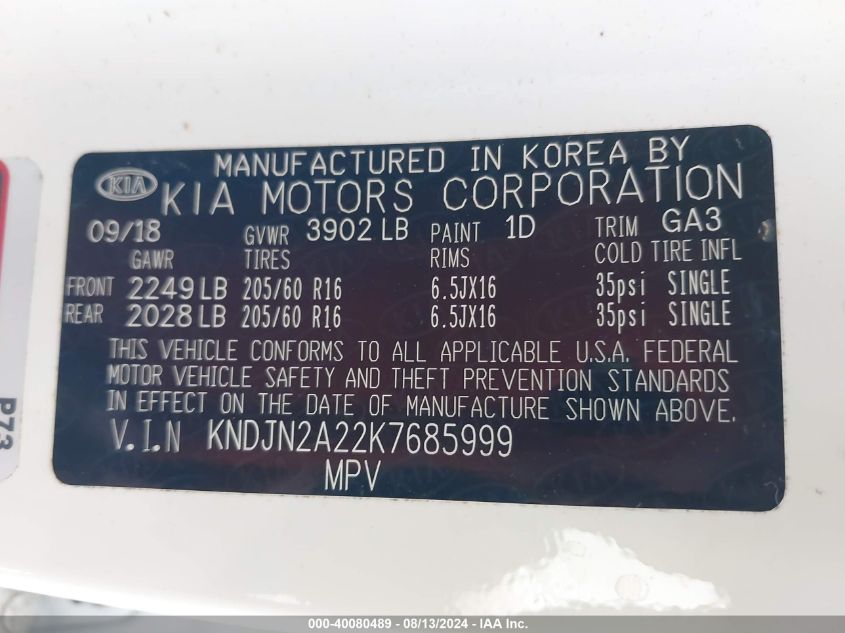 MANUFACTURED IN KOREA BY
KIA KIA MOTORS CORPORATION
09/18 GVWR 3902 LB PAINT 1D TRIM GA3
GAWR TIRES RIMS COLD TIRE INFL
FRONT 2249 LB 205/60 R16 6.5JX16 35psi SINGLE
REAR 2028 LB 205/60 R16 6.5JX16 35psi SINGLE
THIS VEHICLE CONFORMS TO ALL APPLICABLE U.S.A. FEDERAL
MOTOR VEHICLE SAFETY AND THEFT PREVENTION STANDARDS
IN EFFECT ON THE DATE OF MANUFACTURE SHOWN ABOVE.
V.I.N KNDJN2A22K7685999
MPV
P73
000-40080489 - 08/13/2024 - IAA Inc.